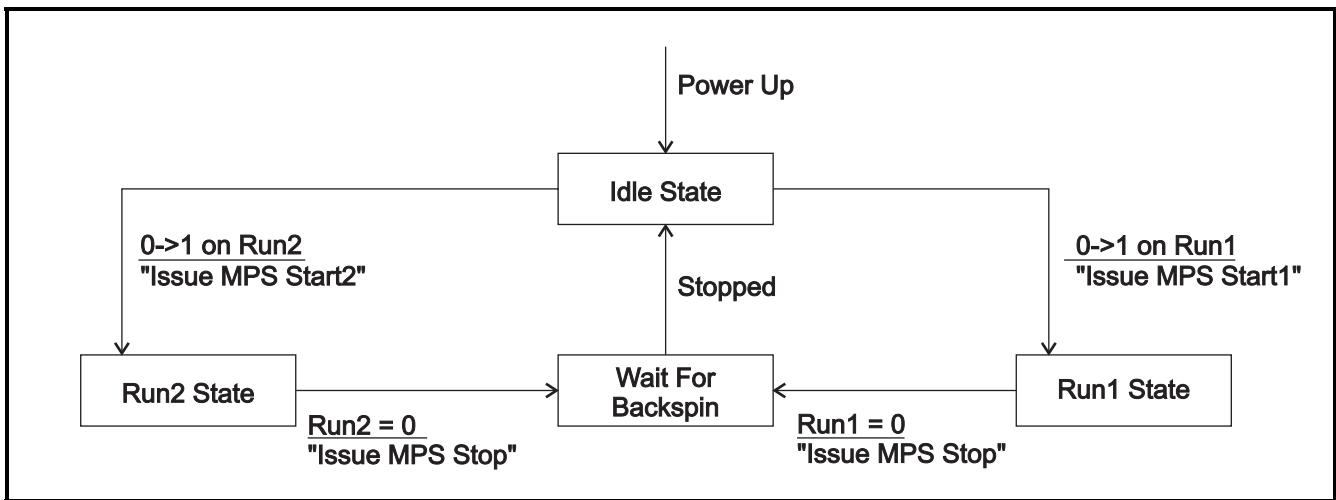 Power Up
Idle State
0->1 on Run2
"Issue MPS Start2"
Stopped
0->1 on Run1
"Issue MPS Start1"
Run2 State
Wait For
Backspin
Run1 State
Run2 = 0
"Issue MPS Stop"
Run1 = 0
"Issue MPS Stop"